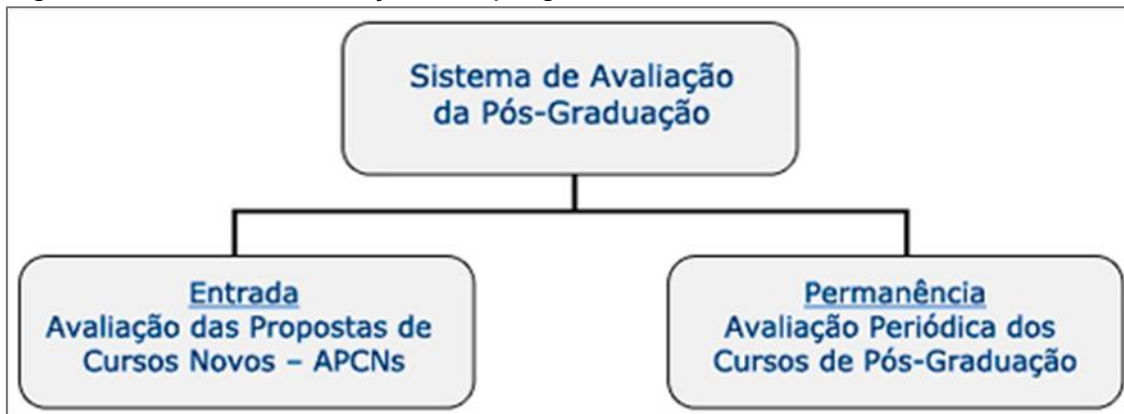 Sistema de Avaliação
da Pós-Graduação
Entrada
Avaliação das Propostas de
Cursos Novos – APCNs
Permanência
Avaliação Periódica dos
Cursos de Pós-Graduação